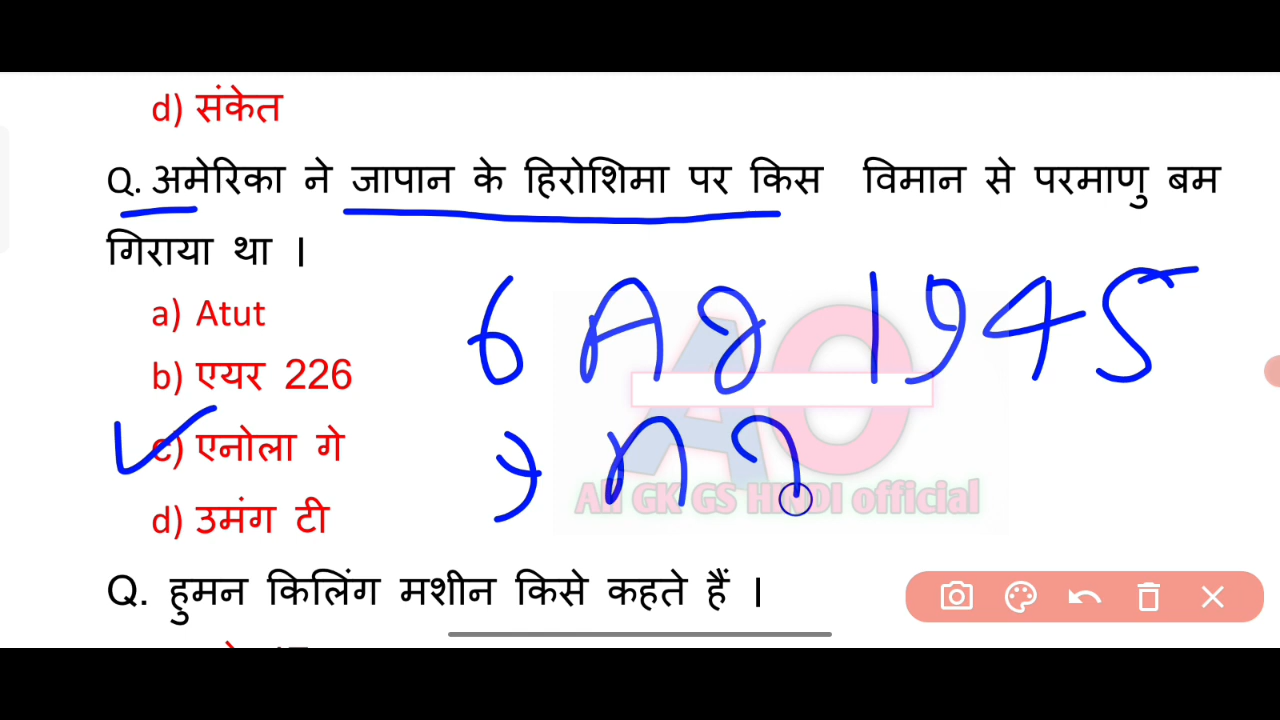 d) संकेत
Q. अमेरिका ने जापान के हिरोशिमा पर किस विमान से परमाणु बम
गिराया था ।
a) Atut
6 Ag 1945
b) एयर 226
c) एनोला गे
d) उमंग टी
All GK GS HINDI official
Q. हुमन किलिंग मशीन किसे कहते हैं ।